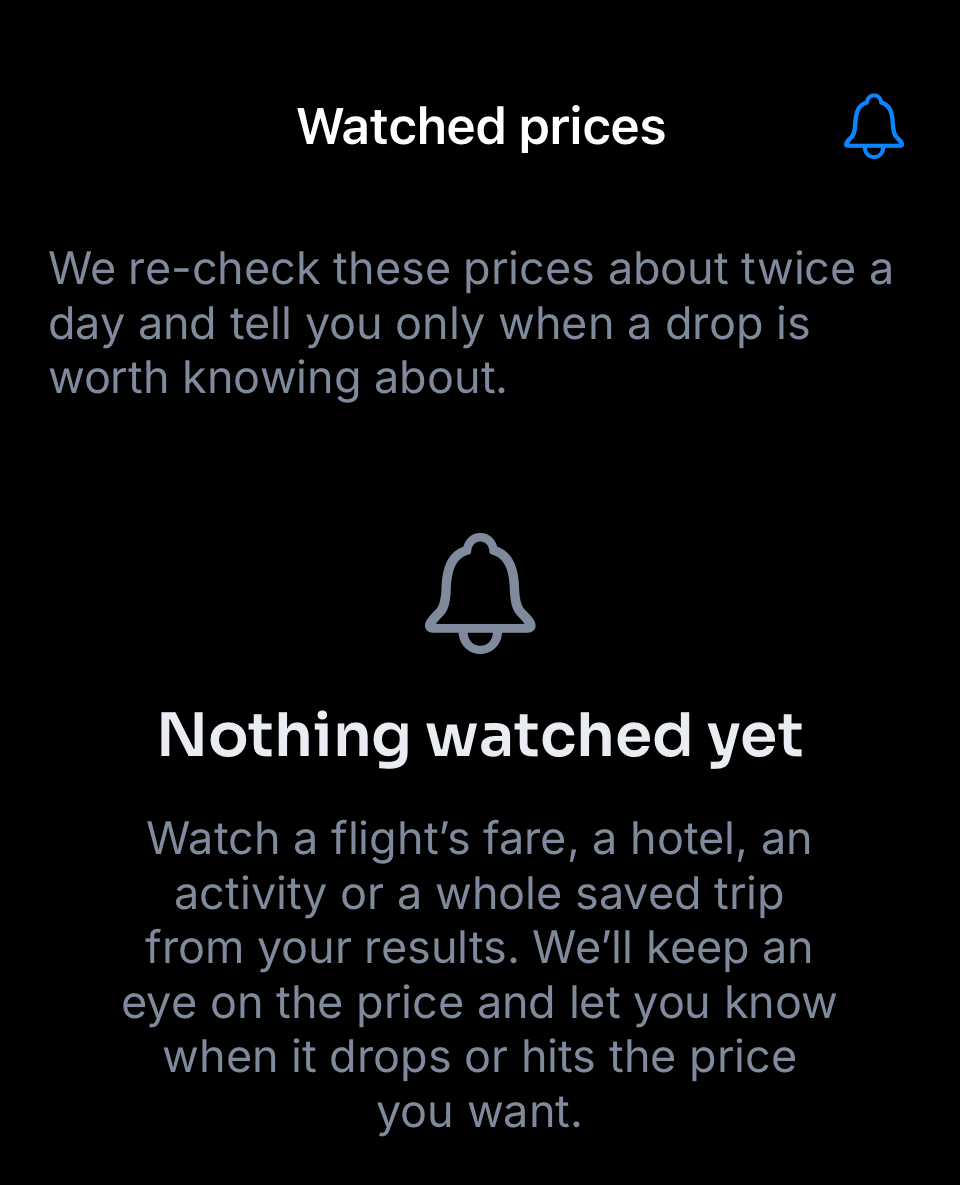 Watched prices
We re-check these prices about twice a
day and tell you only when a drop is
worth knowing about.
Nothing watched yet
Watch a flight’s fare, a hotel, an
activity or a whole saved trip
from your results. We’ll keep an
eye on the price and let you know
when it drops or hits the price
you want.